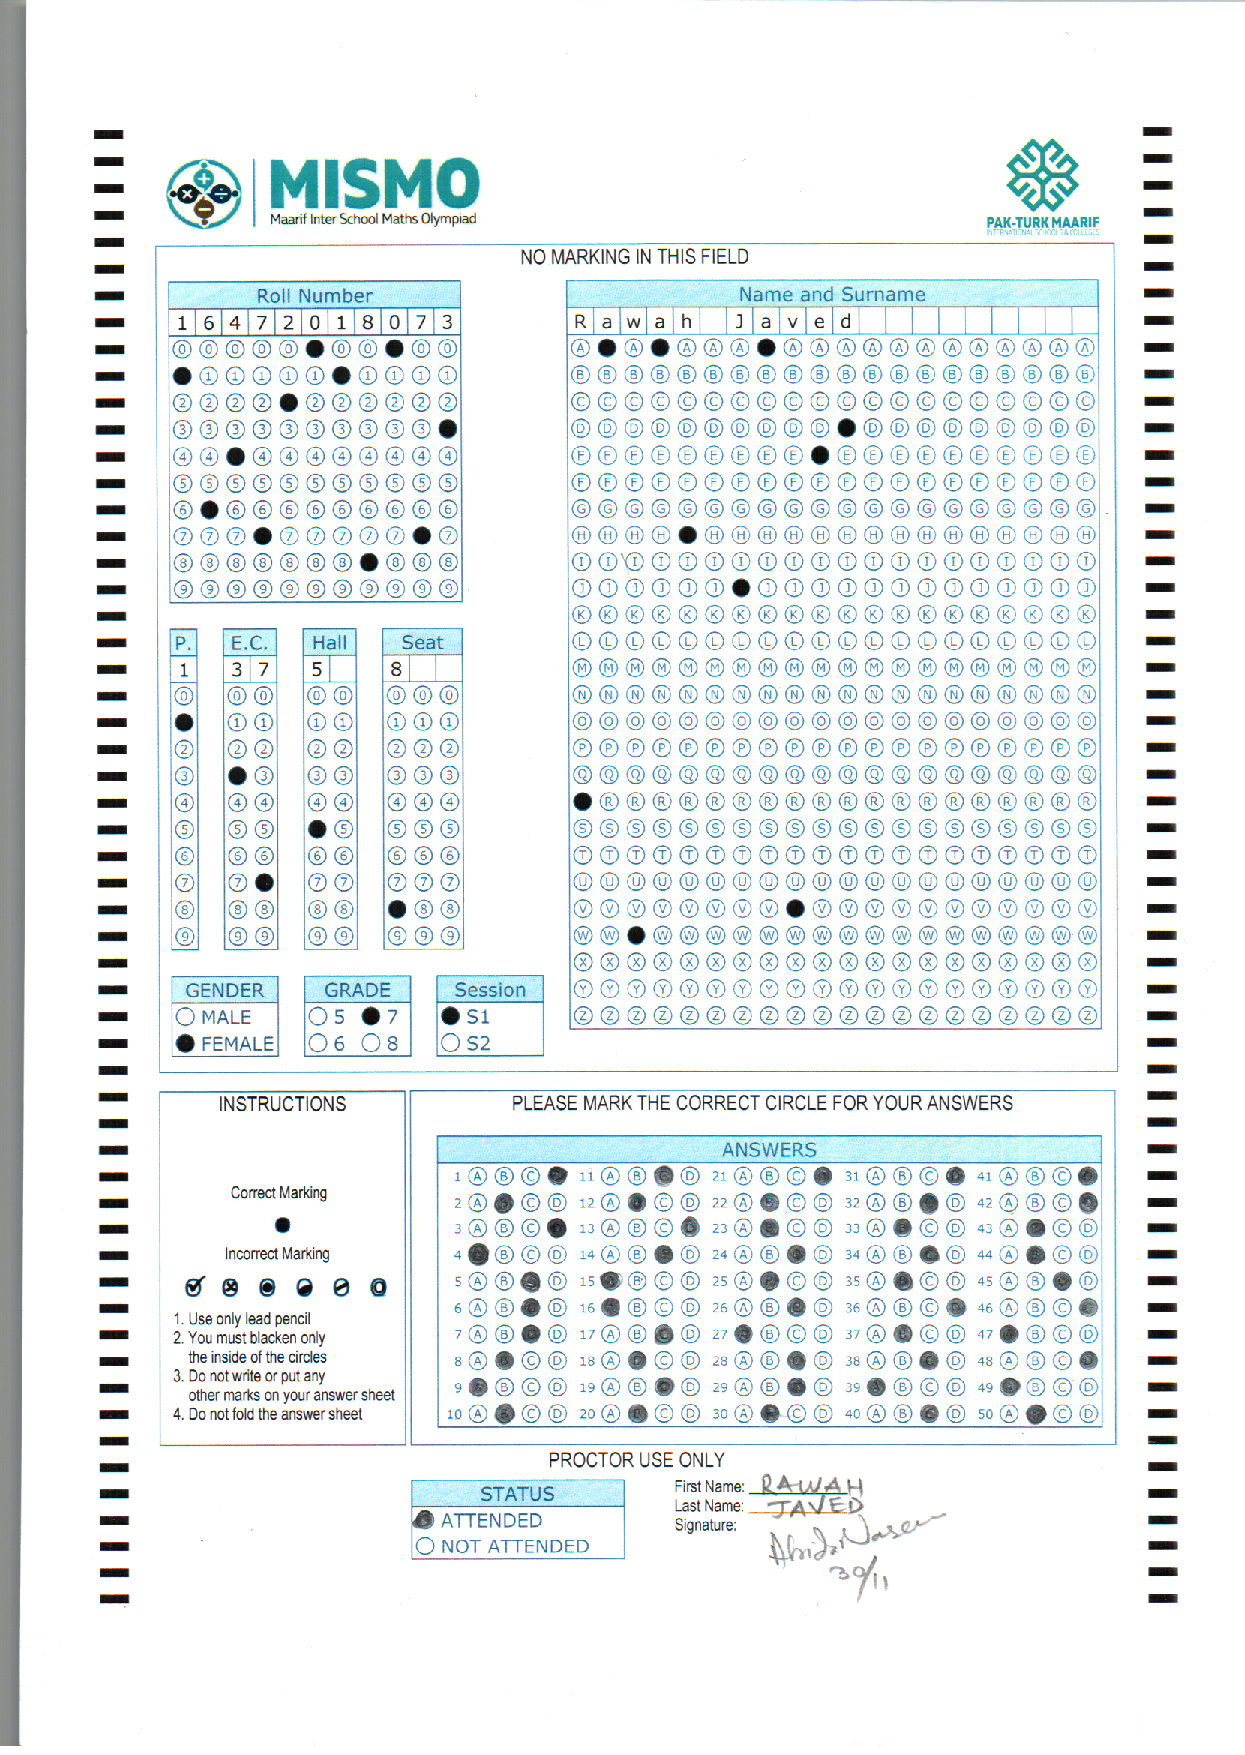 MISMO
Maarif Inter School Maths Olympiad
PAK-TURK MAARIF
INTERNATIONAL SCHOOLS & COLLEGES
NO MARKING IN THIS FIELD
Roll Number
1 6 4 7 2 0 1 8 0 7 3
Name and Surname
R a w a h J a v e d
P. E.C. Hall Seat
1 3 7 5 8
GENDER
MALE
FEMALE
GRADE
5 7
6 8
Session
S1
S2
INSTRUCTIONS
Correct Marking
Incorrect Marking
1. Use only lead pencil
2. You must blacken only
the inside of the circles
3. Do not write or put any
other marks on your answer sheet
4. Do not fold the answer sheet
PLEASE MARK THE CORRECT CIRCLE FOR YOUR ANSWERS
ANSWERS
PROCTOR USE ONLY
STATUS
ATTENDED
NOT ATTENDED
First Name: RAWAH
Last Name: JAVED
Signature:
30/11